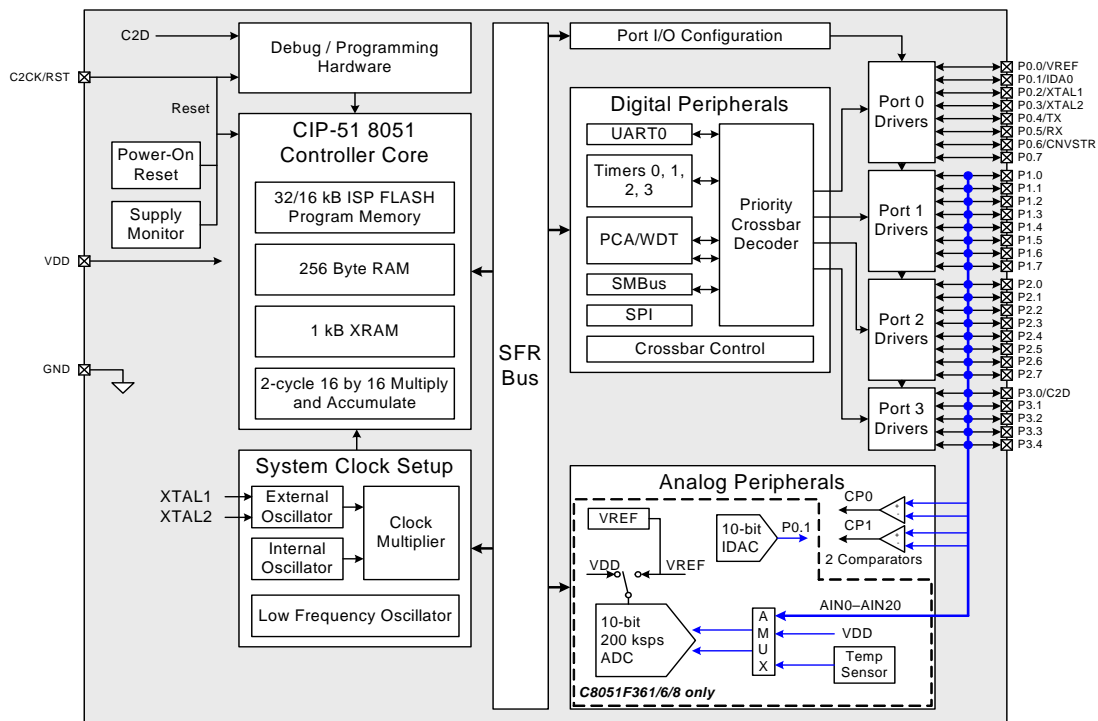 C2D
C2CK/RST
Reset
Power-On
Reset
Supply
Monitor
VDD
GND
Debug / Programming
Hardware
CIP-51 8051
Controller Core
32/16 kB ISP FLASH
Program Memory
256 Byte RAM
1 kB XRAM
2-cycle 16 by 16 Multiply
and Accumulate
System Clock Setup
XTAL1
XTAL2
External
Oscillator
Internal
Oscillator
Clock
Multiplier
Low Frequency Oscillator
SFR
Bus
Port I/O Configuration
Digital Peripherals
UART0
Timers 0, 1,
2, 3
PCA/WDT
SMBus
SPI
Priority
Crossbar
Decoder
Crossbar Control
Port 0
Drivers
Port 1
Drivers
Port 2
Drivers
Port 3
Drivers
P0.0/VREF
P0.1/IDA0
P0.2/XTAL1
P0.3/XTAL2
P0.4/TX
P0.5/RX
P0.6/CNVSTR
P0.7
P1.0
P1.1
P1.2
P1.3
P1.4
P1.5
P1.6
P1.7
P2.0
P2.1
P2.2
P2.3
P2.4
P2.5
P2.6
P2.7
P3.0/C2D
P3.1
P3.2
P3.3
P3.4
Analog Peripherals
VREF
VDD
VREF
10-bit
IDAC
P0.1
CP0
+
-
CP1
+
-
2 Comparators
10-bit
200 ksps
ADC
A
M
U
X
AIN0–AIN20
VDD
Temp
Sensor
C8051F361/6/8 only